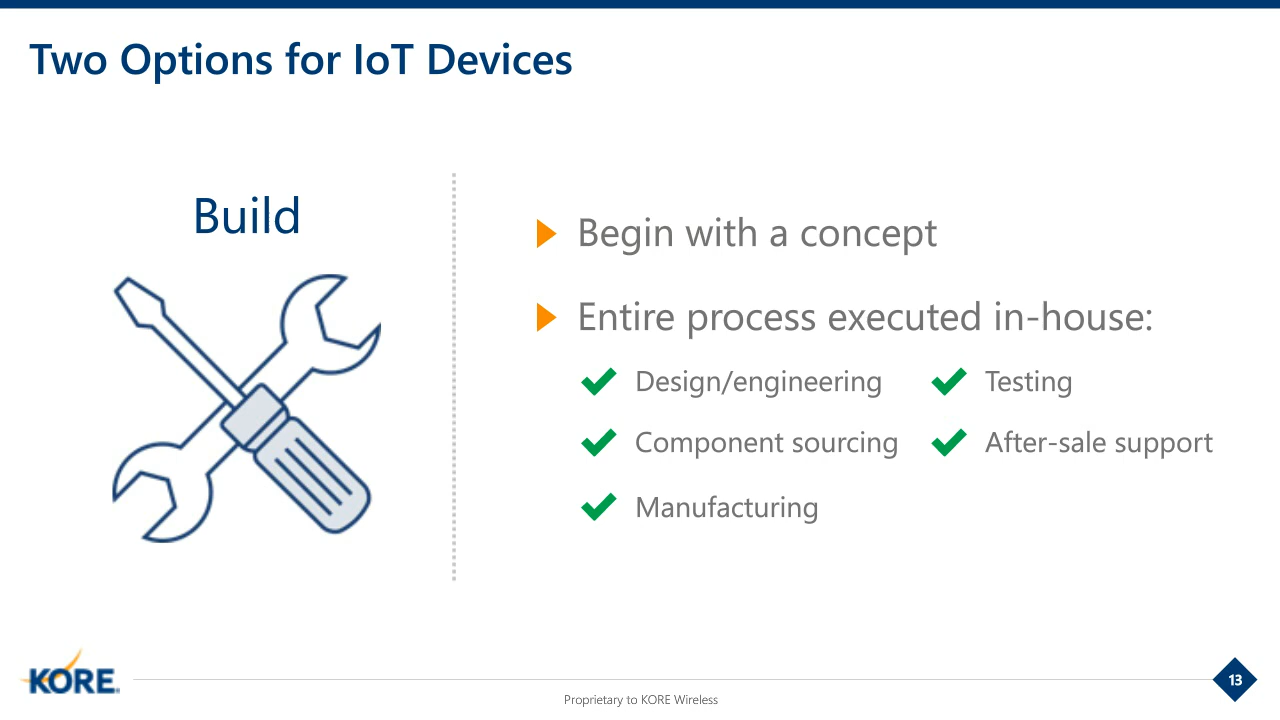 Two Options for IoT Devices
Build
Begin with a concept
Entire process executed in-house:
Design/engineering
Testing
Component sourcing
After-sale support
Manufacturing
KORE
Proprietary to KORE Wireless
13